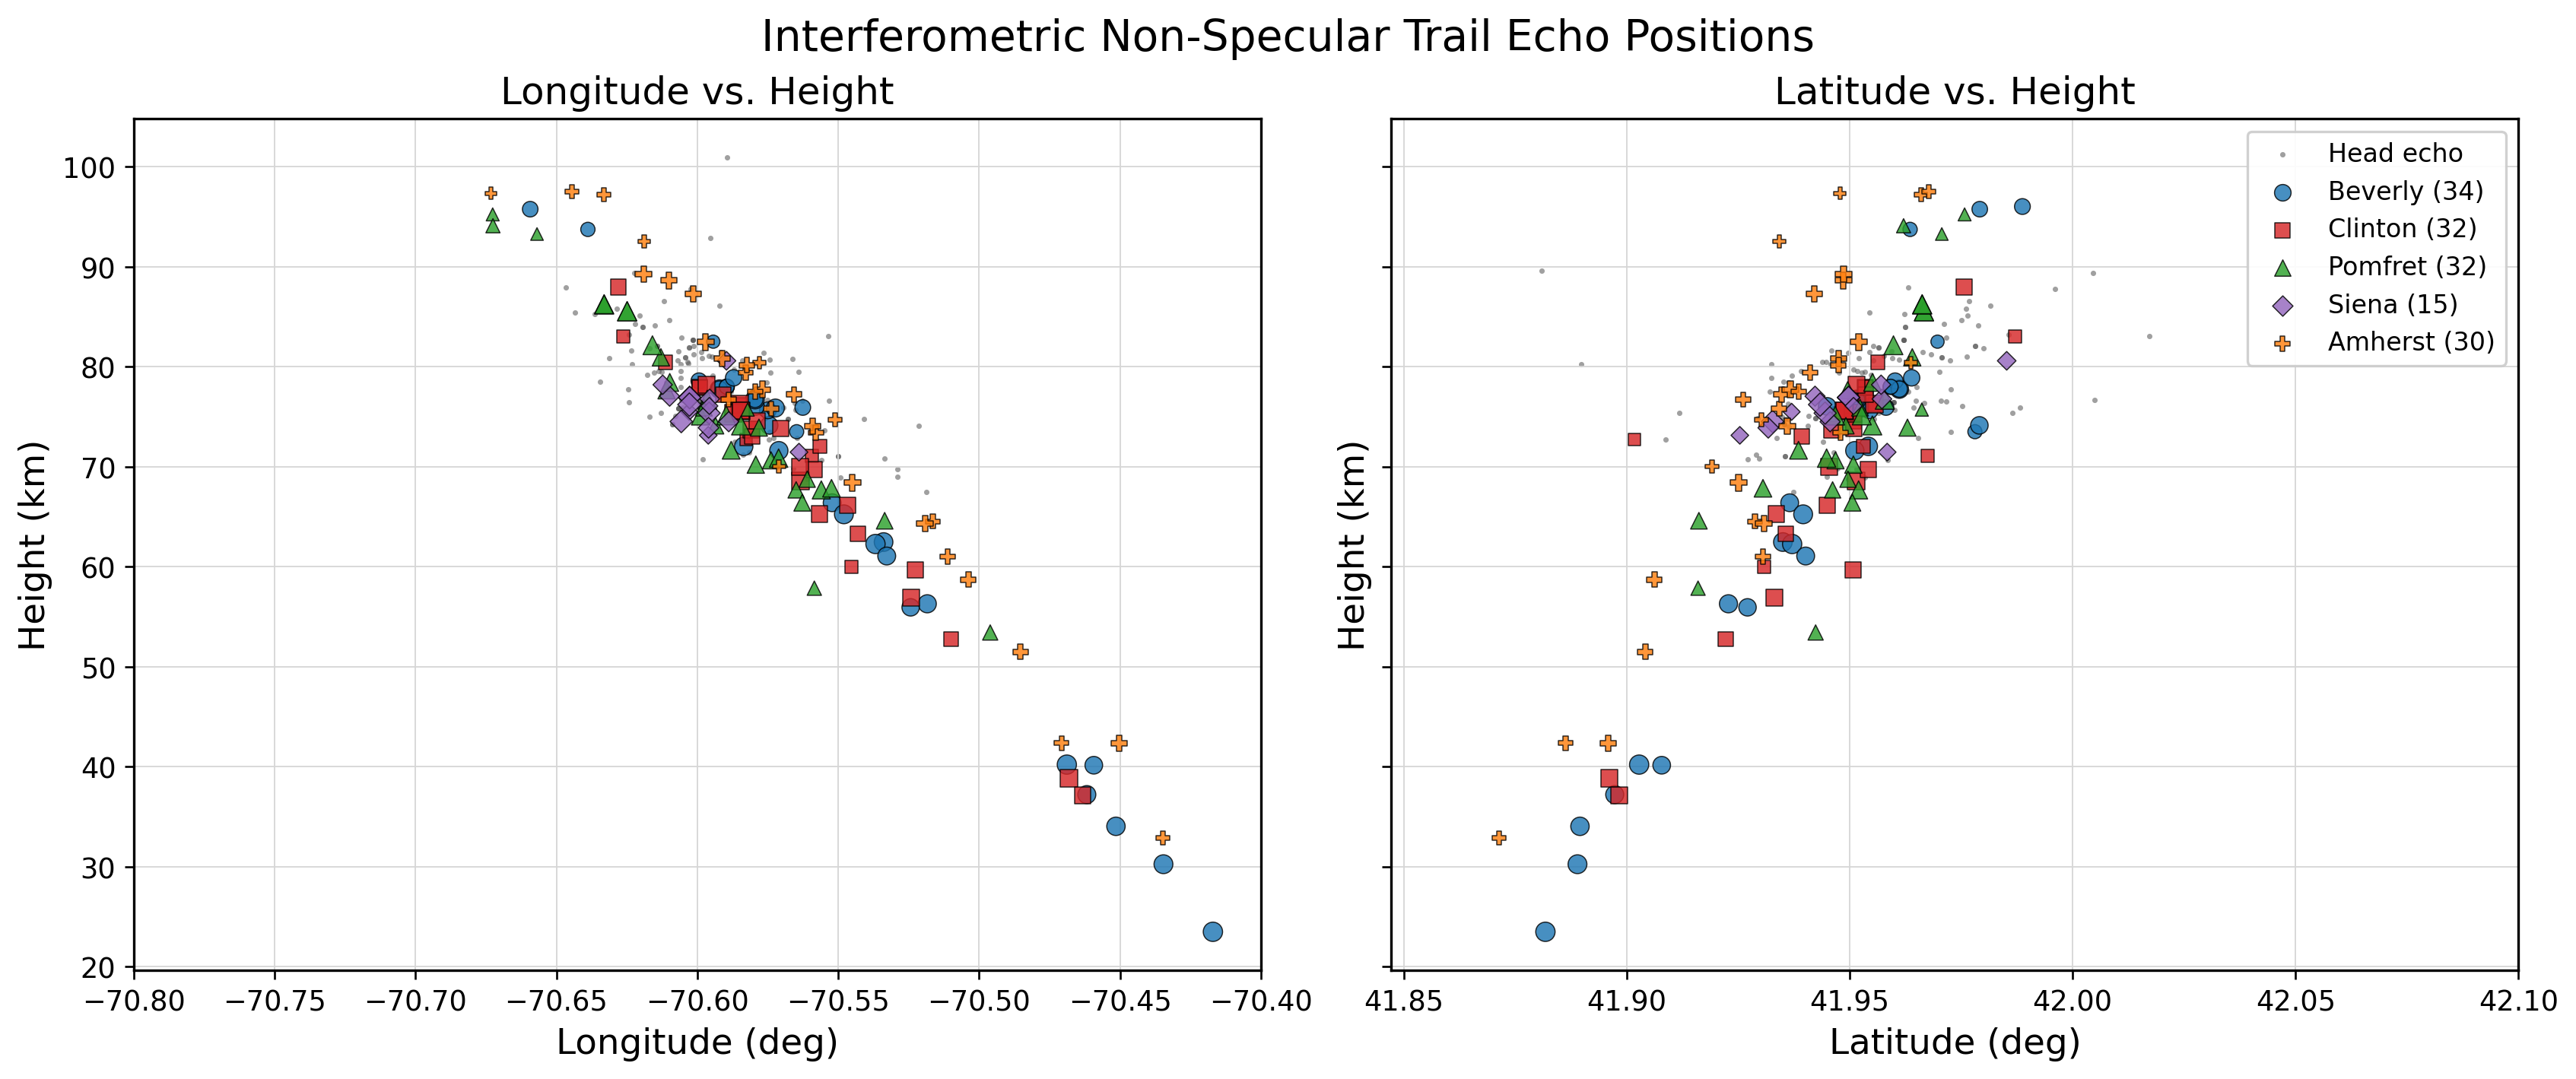 Interferometric Non-Specular Trail Echo Positions
Longitude vs. Height
Latitude vs. Height
Height (km)
100
90
80
70
60
50
40
30
20
−70.80 −70.75 −70.70 −70.65 −70.60 −70.55 −70.50 −70.45 −70.40
Longitude (deg)
Height (km)
Head echo
Beverly (34)
Clinton (32)
Pomfret (32)
Siena (15)
Amherst (30)
41.85 41.90 41.95 42.00 42.05 42.10
Latitude (deg)